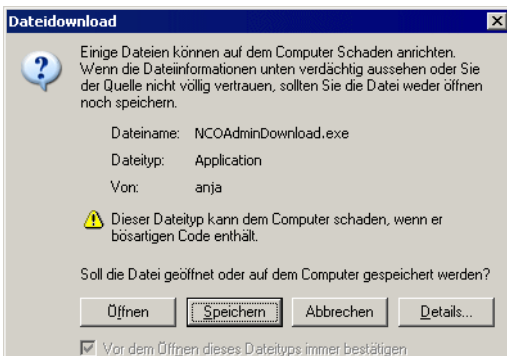 Dateidownload
Einige Dateien können auf dem Computer Schaden anrichten.
Wenn die Dateiinformationen unten verdächtig aussehen oder Sie
der Quelle nicht völlig vertrauen, sollten Sie die Datei weder öffnen
noch speichern.
Dateiname: NCOAdminDownload.exe
Dateityp: Application
Von: anja
Dieser Dateityp kann dem Computer schaden, wenn er
bösartigen Code enthält.
Soll die Datei geöffnet oder auf dem Computer gespeichert werden?
Öffnen Speichern Abbrechen Details...
Vor dem Öffnen dieses Dateityps immer bestätigen